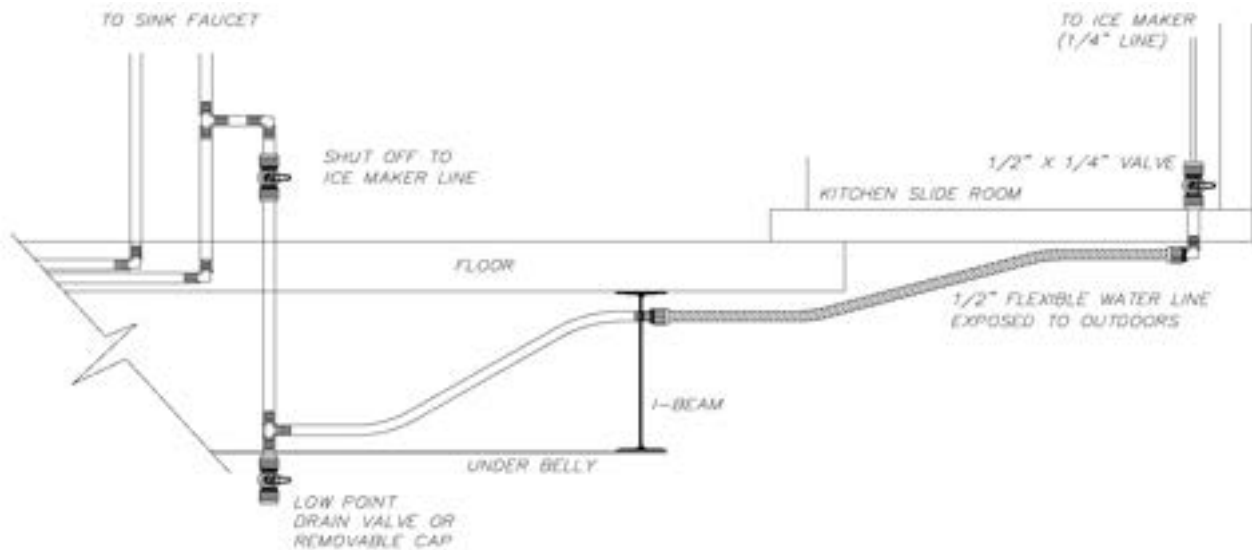 TO SINK FAUCET
TO ICE MAKER
(1/4" LINE)
SHUT OFF TO
ICE MAKER LINE
1/2" X 1/4" VALVE
KITCHEN SLIDE ROOM
FLOOR
1/2" FLEXIBLE WATER LINE
EXPOSED TO OUTDOORS
I-BEAM
UNDER BELLY
LOW POINT
DRAIN VALVE OR
REMOVABLE CAP